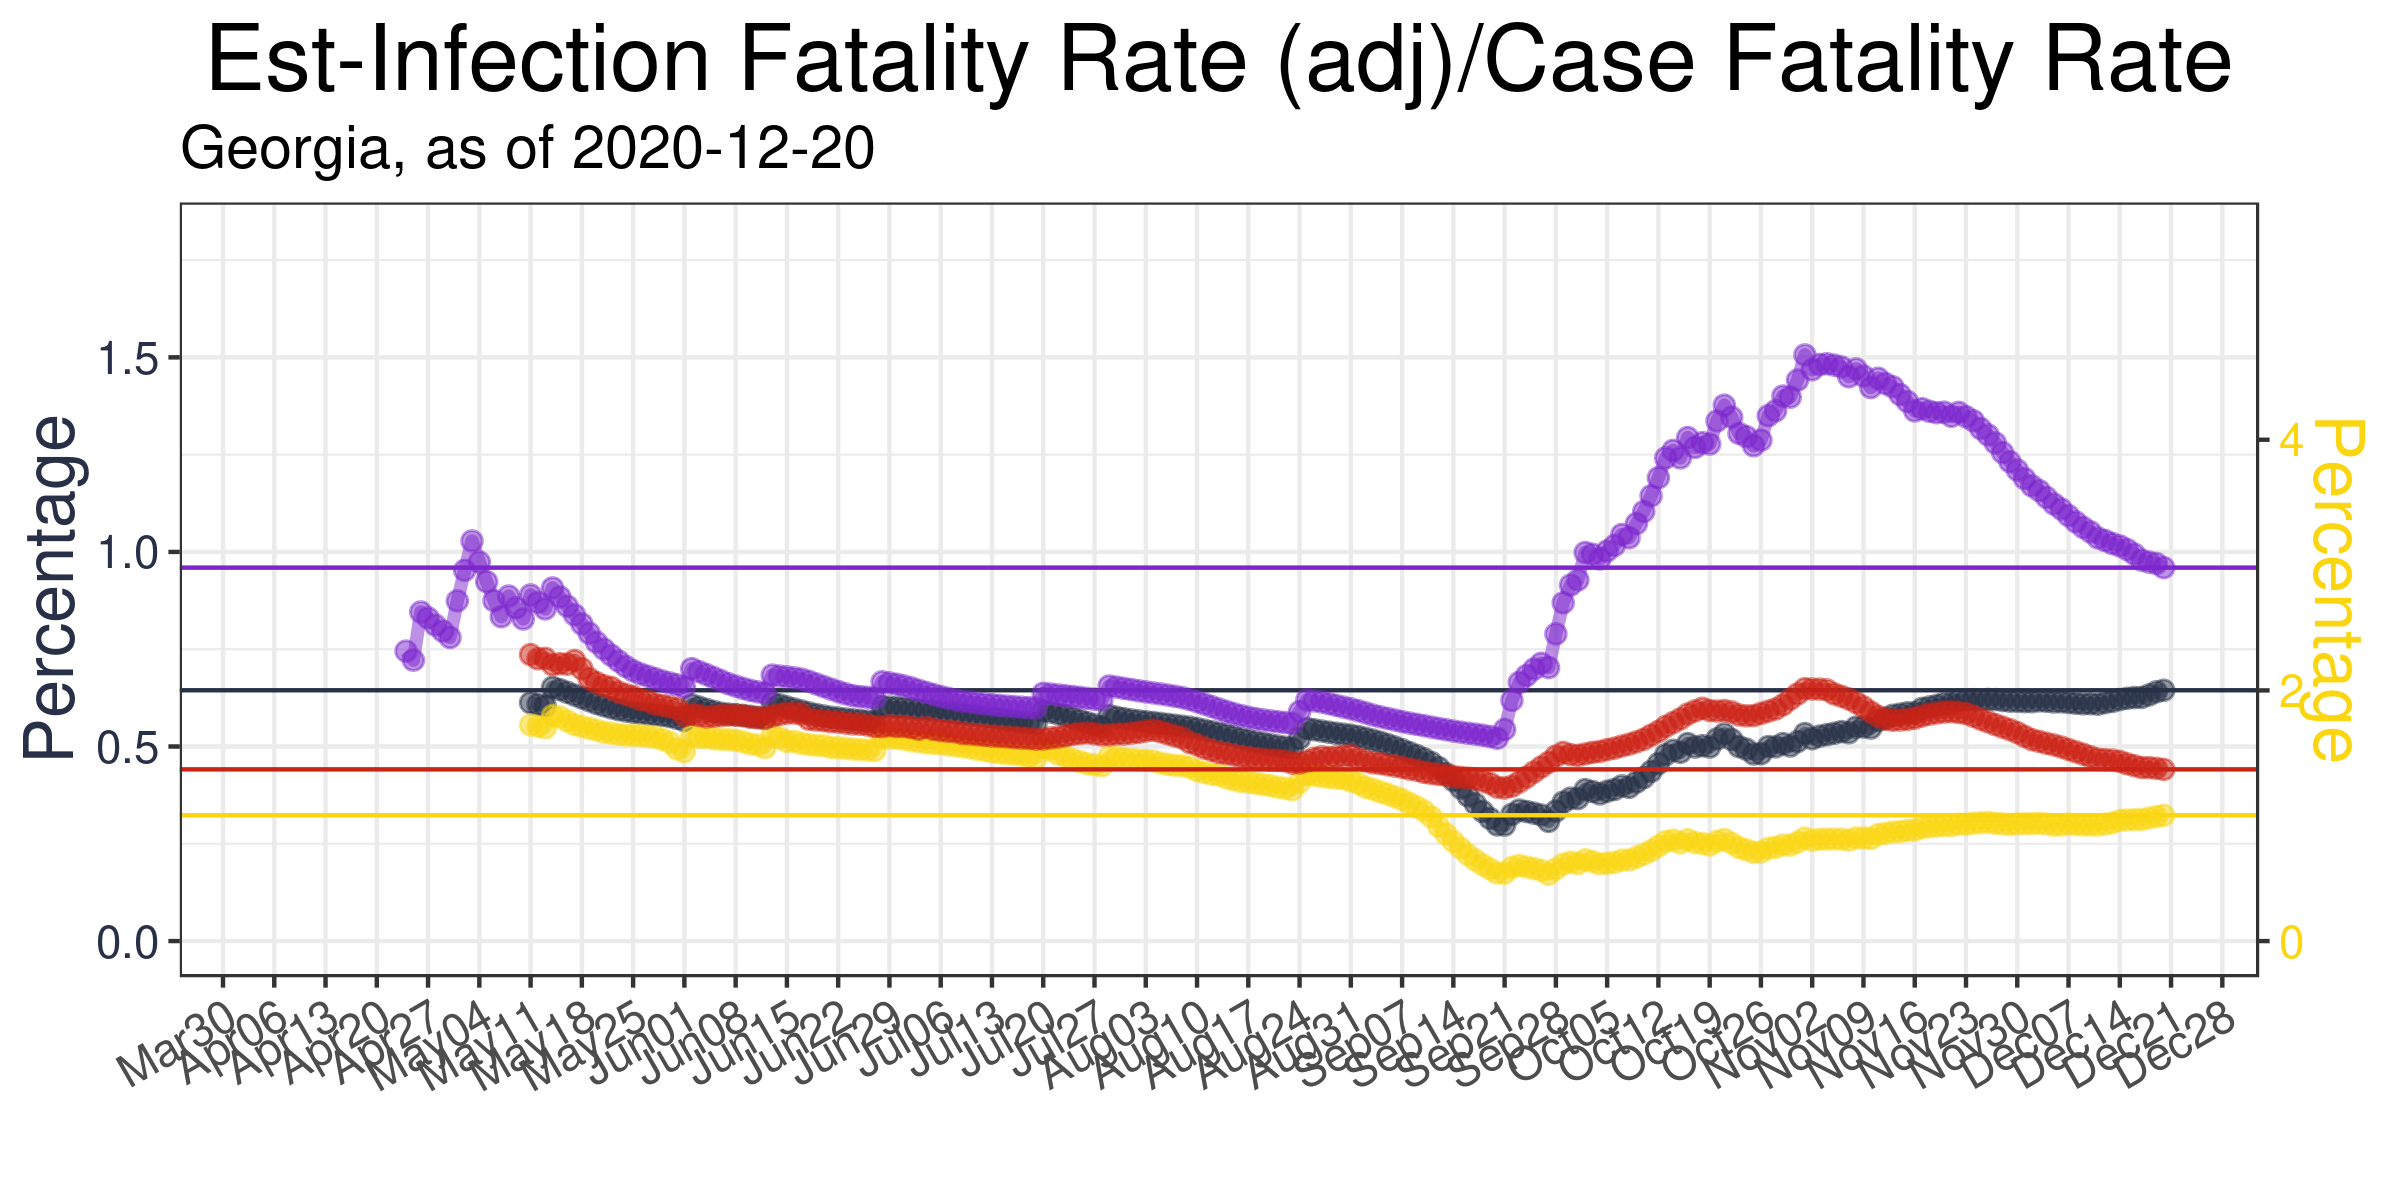 Est-Infection Fatality Rate (adj)/Case Fatality Rate
Georgia, as of 2020-12-20
Percentage
1.5
1.0
0.5
0.0
4
2
0
Percentage
Mar30
Apr06
Apr13
Apr20
Apr27
May04
May11
May18
May25
Jun01
Jun08
Jun15
Jun22
Jun29
Jul06
Jul13
Jul20
Jul27
Aug03
Aug10
Aug17
Aug24
Aug31
Sep07
Sep14
Sep21
Sep28
Oct05
Oct12
Oct19
Oct26
Nov02
Nov09
Nov16
Nov23
Nov30
Dec07
Dec14
Dec21
Dec28